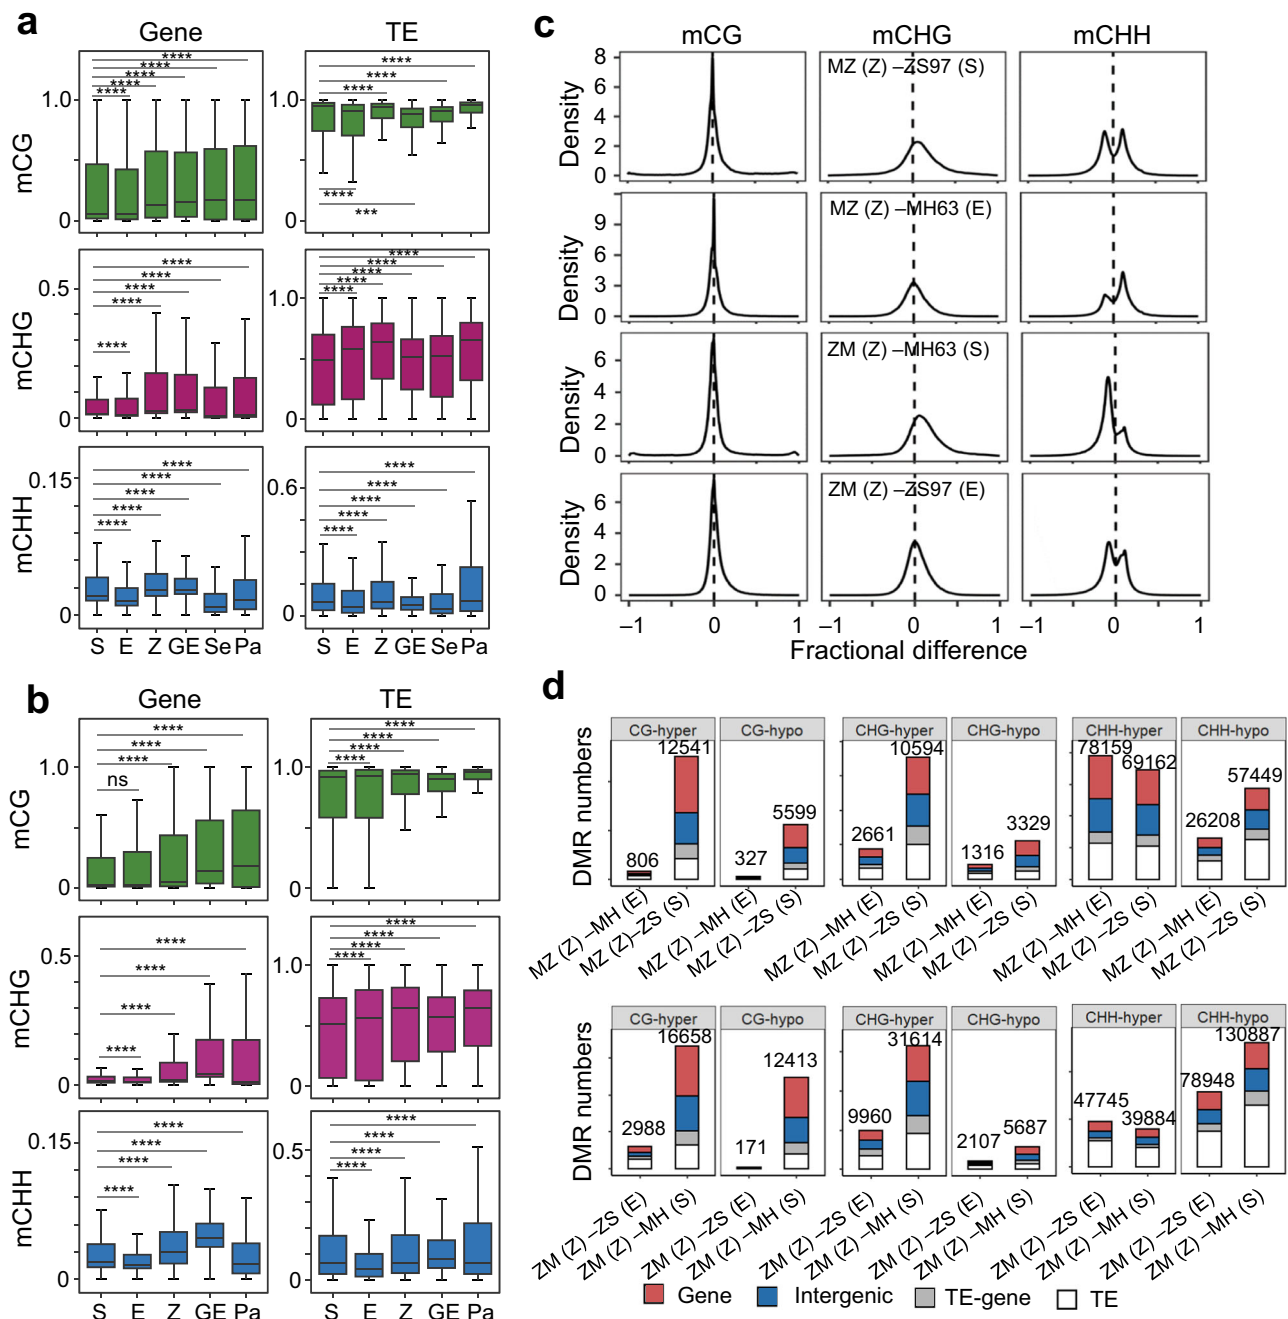 a
Gene
TE
mCG
1.0
0
****
****
****
****
****
1.0
0
****
****
****
****
***
mCHG
0.5
0
****
****
****
****
****
1.0
0
****
****
****
****
****
mCHH
0.15
0
****
****
****
****
****
0.6
0
****
****
****
****
****
S E Z GE Se Pa
S E Z GE Se Pa
b
Gene
TE
mCG
1.0
0
****
****
****
ns
1.0
0
****
****
****
****
mCHG
0.5
0
****
****
****
****
1.0
0
****
****
****
****
mCHH
0.15
0
****
****
****
****
0.5
0
****
****
****
****
S E Z GE Pa
S E Z GE Pa
c
mCG
mCHG
mCHH
Density
8
6
4
2
0
MZ (Z) –ZS97 (S)
Density
9
6
3
0
MZ (Z) –MH63 (E)
Density
6
4
2
0
ZM (Z) –MH63 (S)
Density
6
4
2
0
ZM (Z) –ZS97 (E)
–1 0 1
–1 0 1
–1 0 1
Fractional difference
d
DMR numbers
CG-hyper
806
12541
CG-hypo
327
5599
CHG-hyper
2661
10594
CHG-hypo
1316
3329
CHH-hyper
78159
69162
CHH-hypo
26208
57449
MZ (Z) –MH (E)
MZ (Z) –ZS (S)
MZ (Z) –MH (E)
MZ (Z) –ZS (S)
MZ (Z) –MH (E)
MZ (Z) –ZS (S)
MZ (Z) –MH (E)
MZ (Z) –ZS (S)
MZ (Z) –MH (E)
MZ (Z) –ZS (S)
MZ (Z) –MH (E)
MZ (Z) –ZS (S)
DMR numbers
CG-hyper
2988
16658
CG-hypo
171
12413
CHG-hyper
9960
31614
CHG-hypo
2107
5687
CHH-hyper
47745
39884
CHH-hypo
78948
130887
ZM (Z) –ZS (E)
ZM (Z) –MH (S)
ZM (Z) –ZS (E)
ZM (Z) –MH (S)
ZM (Z) –ZS (E)
ZM (Z) –MH (S)
ZM (Z) –ZS (E)
ZM (Z) –MH (S)
ZM (Z) –ZS (E)
ZM (Z) –MH (S)
ZM (Z) –ZS (E)
ZM (Z) –MH (S)
Gene
Intergenic
TE-gene
TE